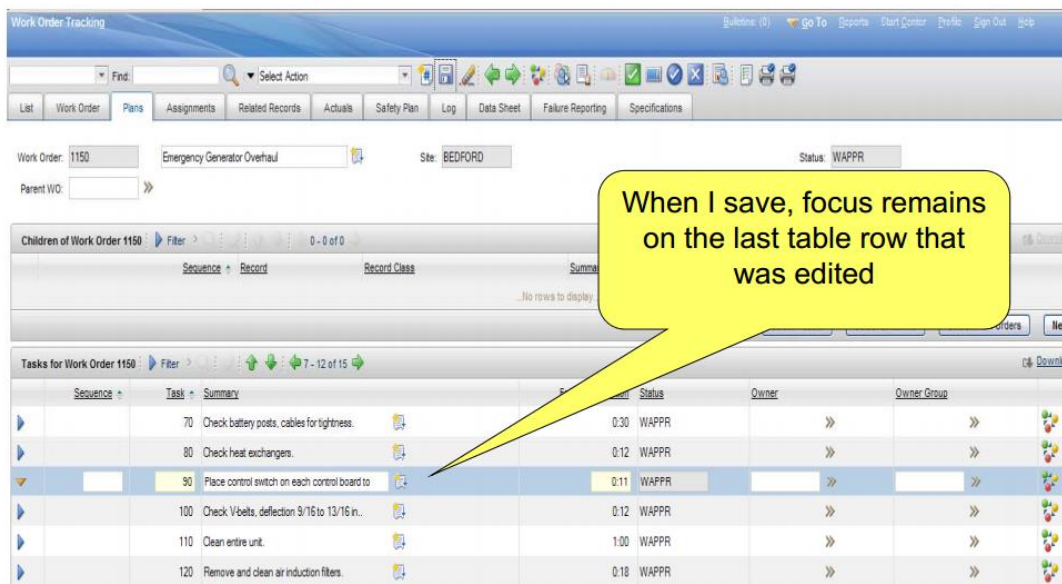 Work Order Tracking
Bulletins: (0) Go To Reports Start Center Profile Sign Out Help
Find: Select Action
List Work Order Plans Assignments Related Records Actuals Safety Plan Log Data Sheet Failure Reporting Specifications
Work Order: 1150 Emergency Generator Overhaul Site: BEDFORD Status: WAPPR
Parent WO:
When I save, focus remains
on the last table row that
was edited
Children of Work Order 1150 Filter 0 - 0 of 0
Sequence Record Record Class Summa
...No rows to display...
orders Ne
Tasks for Work Order 1150 Filter 7 - 12 of 15 Downl
Sequence Task Summary Status Owner Owner Group
70 Check battery posts, cables for tightness. 0:30 WAPPR
80 Check heat exchangers. 0:12 WAPPR
90 Place control switch on each control board to 0:11 WAPPR
100 Check V-belts, deflection 9/16 to 13/16 in.. 0:12 WAPPR
110 Clean entire unit. 1:00 WAPPR
120 Remove and clean air induction filters. 0:18 WAPPR